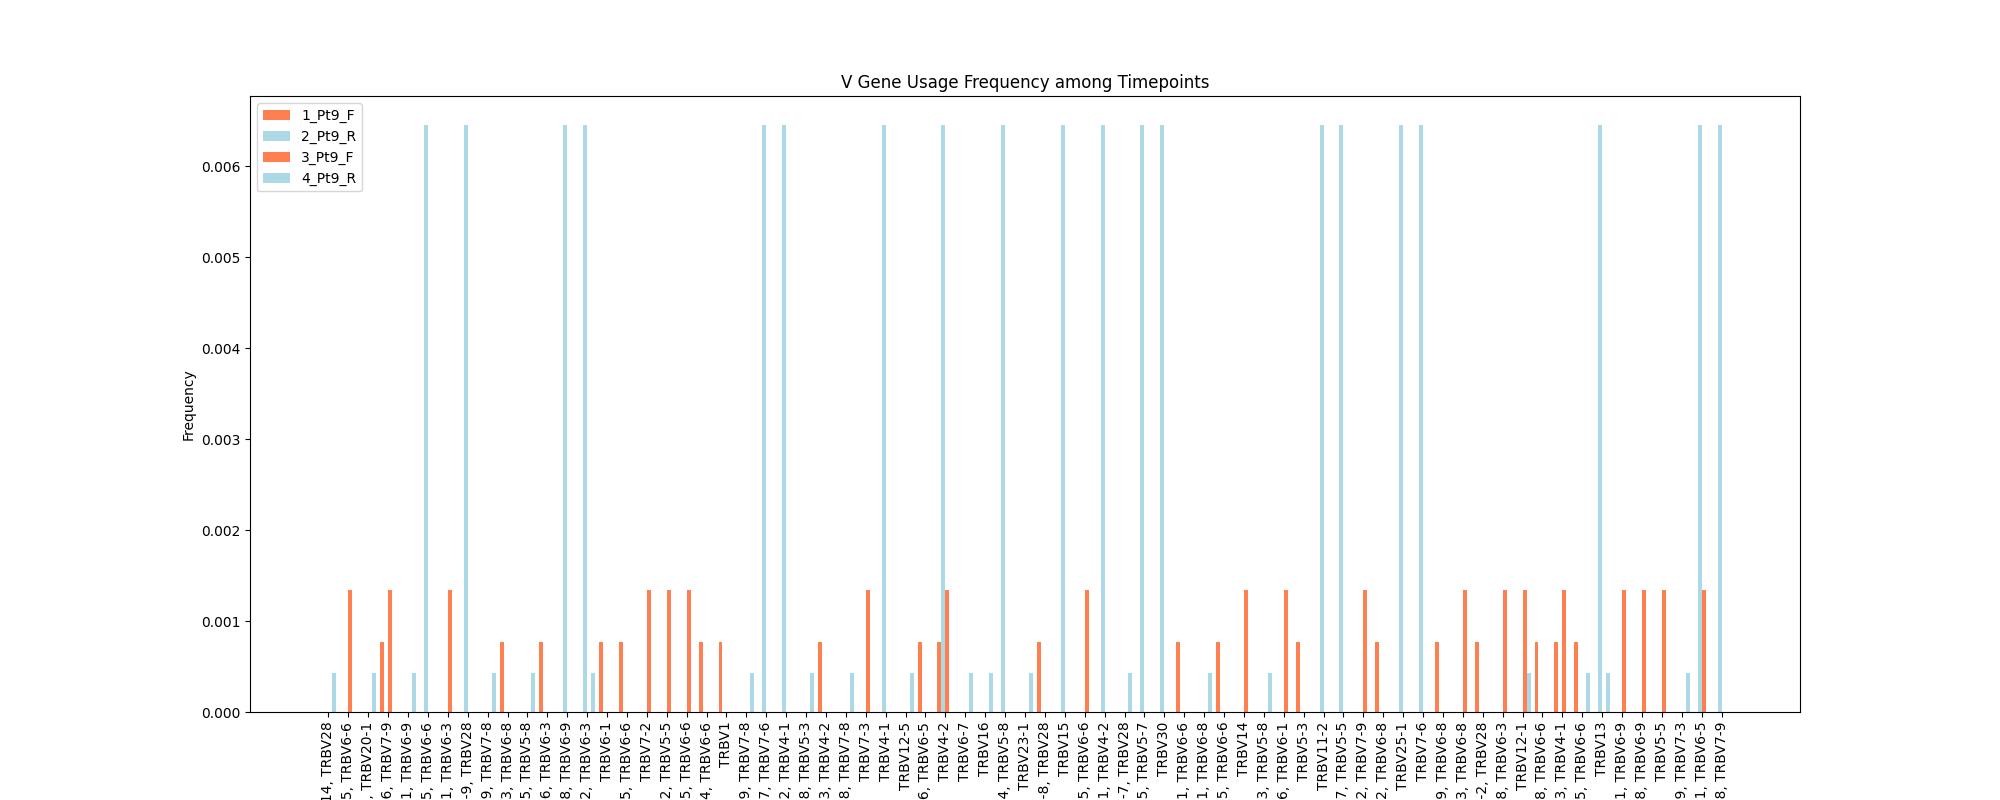 V Gene Usage Frequency among Timepoints
1_Pt9_F
2_Pt9_R
3_Pt9_F
4_Pt9_R
0.006
0.005
0.004
0.003
0.002
0.001
0.000
Frequency
14, TRBV28
5, TRBV6-6
, TRBV20-1
6, TRBV7-9
1, TRBV6-9
5, TRBV6-6
1, TRBV6-3
-9, TRBV28
9, TRBV7-8
3, TRBV6-8
5, TRBV5-8
6, TRBV6-3
8, TRBV6-9
2, TRBV6-3
TRBV6-1
5, TRBV6-6
TRBV7-2
2, TRBV5-5
5, TRBV6-6
4, TRBV6-6
TRBV1
9, TRBV7-8
7, TRBV7-6
2, TRBV4-1
8, TRBV5-3
3, TRBV4-2
8, TRBV7-8
TRBV7-3
TRBV4-1
TRBV12-5
6, TRBV6-5
TRBV4-2
TRBV6-7
TRBV16
4, TRBV5-8
TRBV23-1
-8, TRBV28
TRBV15
5, TRBV6-6
1, TRBV4-2
-7, TRBV28
5, TRBV5-7
TRBV30
1, TRBV6-6
1, TRBV6-8
5, TRBV6-6
TRBV14
3, TRBV5-8
6, TRBV6-1
TRBV5-3
TRBV11-2
7, TRBV5-5
2, TRBV7-9
2, TRBV6-8
TRBV25-1
TRBV7-6
9, TRBV6-8
3, TRBV6-8
-2, TRBV28
8, TRBV6-3
TRBV12-1
8, TRBV6-6
3, TRBV4-1
5, TRBV6-6
TRBV13
1, TRBV6-9
8, TRBV6-9
TRBV5-5
9, TRBV7-3
1, TRBV6-5
8, TRBV7-9